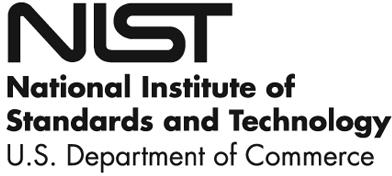 NIST
National Institute of
Standards and Technology
U.S. Department of Commerce